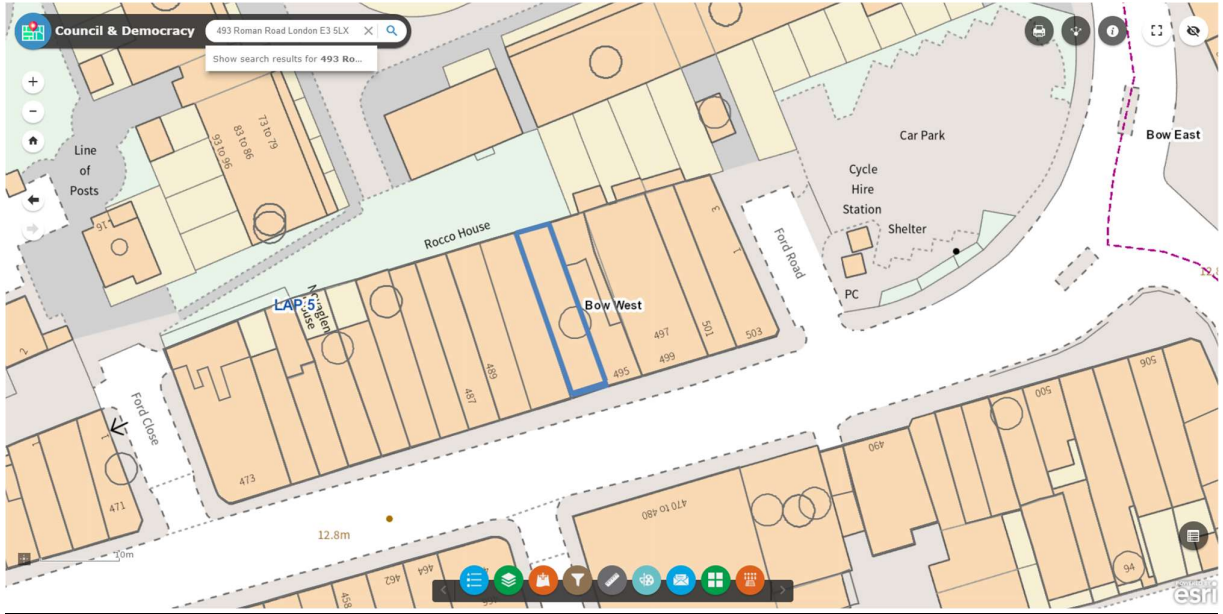 Council & Democracy
493 Roman Road London E3 5LX
Show search results for 493 Ro...
Bow East
Car Park
Cycle
Hire
Station
Shelter
PC
Line
of
Posts
73 to 79
83 to 86
93 to 96
Rocco House
Ford Road
LAP 5
Bow West
3
1
503
501
499
497
495
489
487
473
Ford Close
2
1
471
12.8m
506
500
490
470 to 480
464
462
458
94
10m
esri